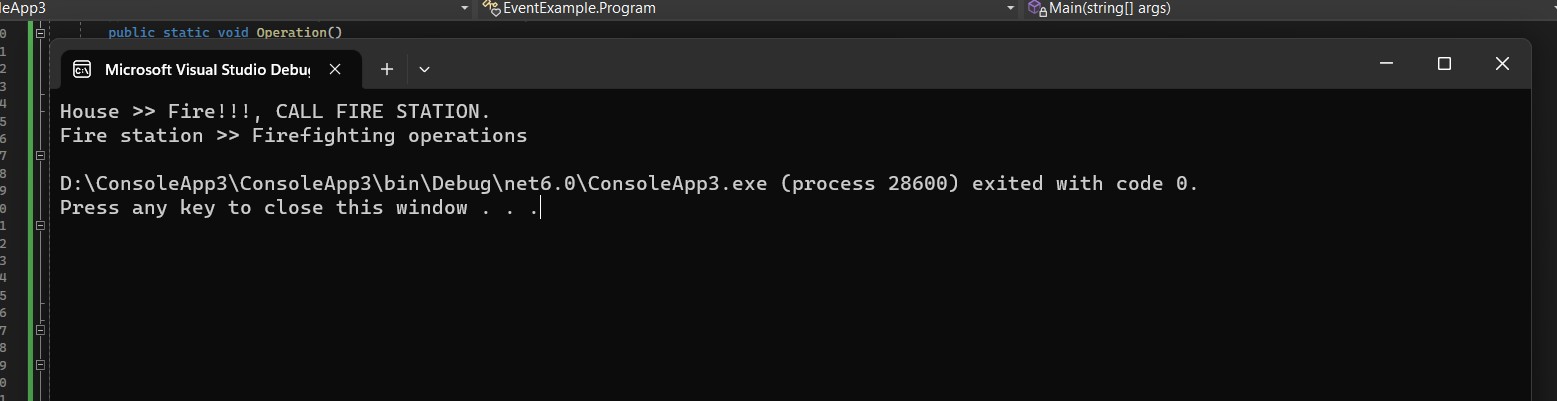 leApp3
EventExample.Program
Main(string[] args)
public static void Operation()
Microsoft Visual Studio Debu
House >> Fire!!!, CALL FIRE STATION.
Fire station >> Firefighting operations
D:\ConsoleApp3\ConsoleApp3\bin\Debug\net6.0\ConsoleApp3.exe (process 28600) exited with code 0.
Press any key to close this window . . .